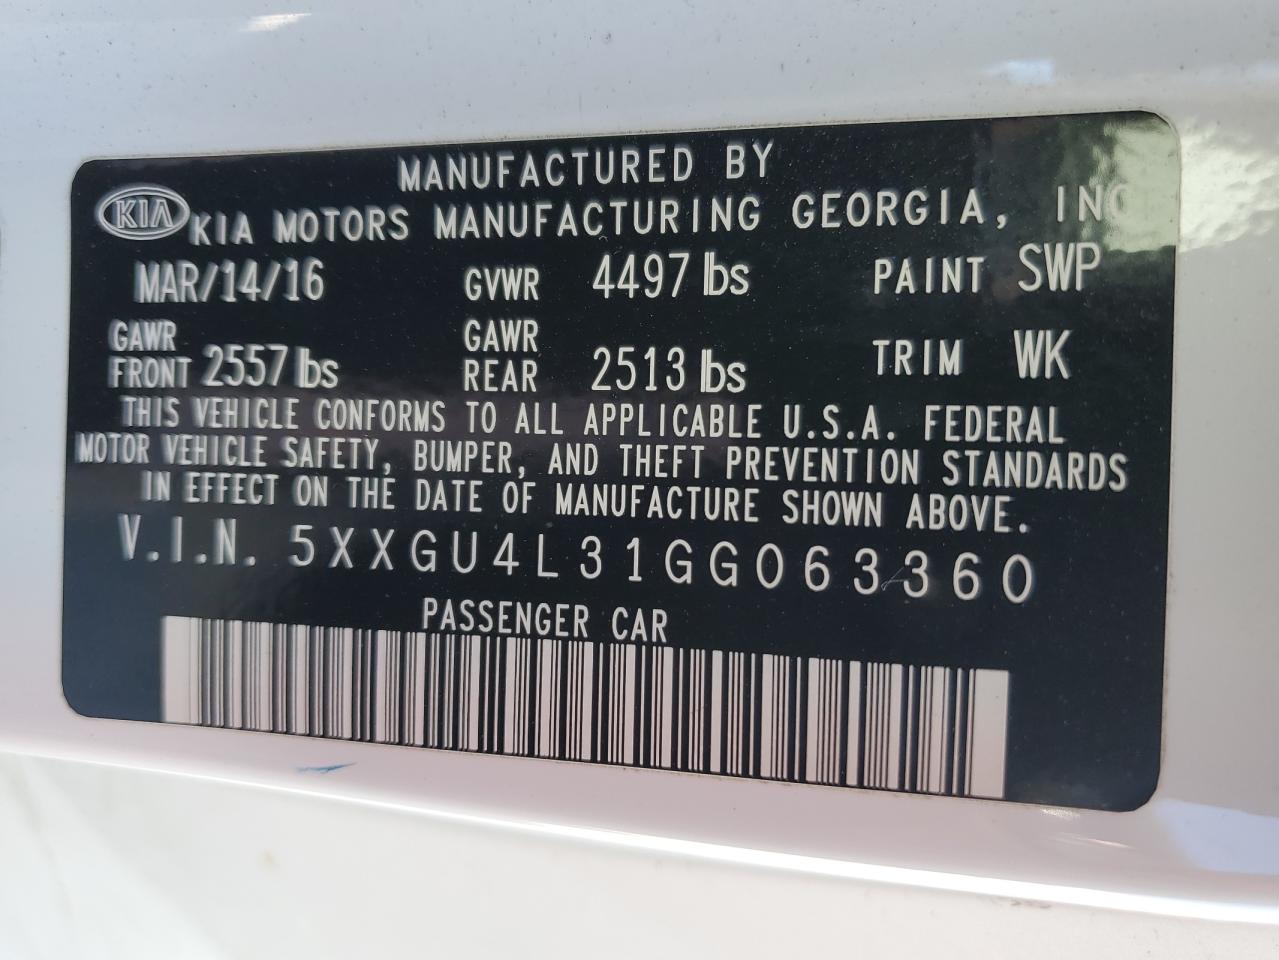 MANUFACTURED BY
KIA KIA MOTORS MANUFACTURING GEORGIA, INC
MAR/14/16 GVWR 4497 lbs PAINT SWP
GAWR FRONT 2557 lbs GAWR REAR 2513 lbs TRIM WK
THIS VEHICLE CONFORMS TO ALL APPLICABLE U.S.A. FEDERAL
MOTOR VEHICLE SAFETY, BUMPER, AND THEFT PREVENTION STANDARDS
IN EFFECT ON THE DATE OF MANUFACTURE SHOWN ABOVE.
V.I.N. 5XXGU4L31GG063360
PASSENGER CAR